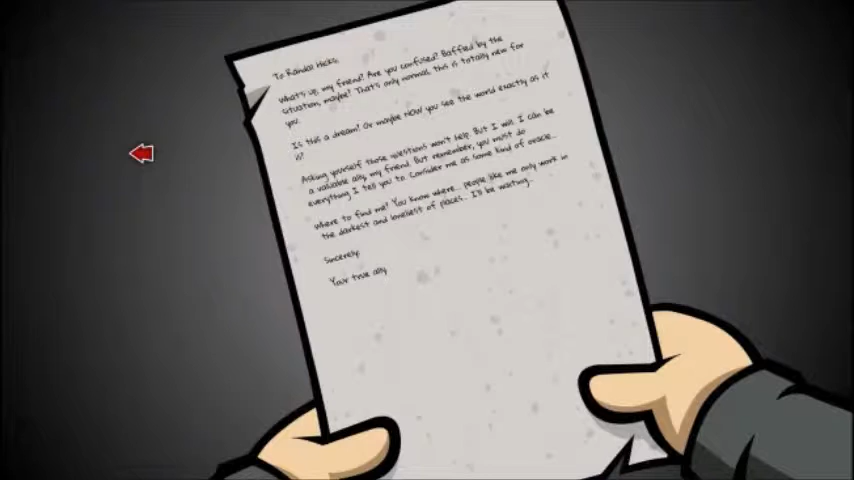 To Randal Hicks:
What's up, my friend? Are you confused? Baffled by the
situation, maybe? That's only normal, this is totally new for
you.
Is this a dream? Or maybe NOW you see the world exactly as it
is?
Asking yourself those questions won't help. But I will. I can be
a valuable ally, my friend. But remember, you must do
everything I tell you to. Consider me as some kind of oracle...
Where to find me? You know where... people like me only work in
the darkest and loneliest of places... I'll be waiting...
Sincerely,
Your true ally